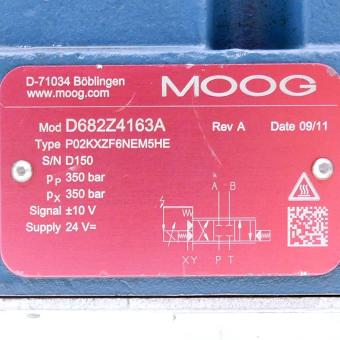 D-71034 Böblingen
www.moog.com
MOOG
Mod D682Z4163A Rev A Date 09/11
Type P02KXZF6NEM5HE
S/N D150
pP 350 bar
pX 350 bar
Signal ±10 V
Supply 24 V=
A B
X Y P T